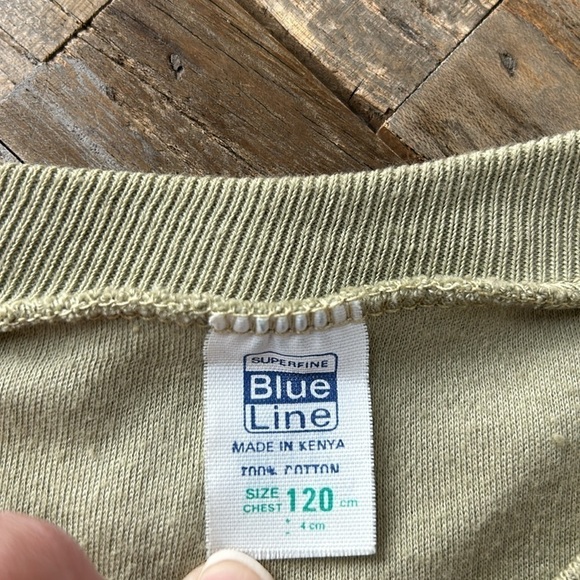 SUPERFINE
Blue
Line
MADE IN KENYA
100% COTTON
SIZE 120 cm
CHEST
4 cm